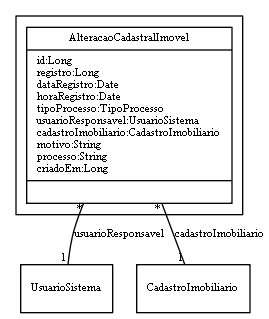 AlteracaoCadastralImovel
id:Long
registro:Long
dataRegistro:Date
horaRegistro:Date
tipoProcesso:TipoProcesso
usuarioResponsavel:UsuarioSistema
cadastroImobiliario:CadastroImobiliario
motivo:String
processo:String
criadoEm:Long
* *
usuarioResponsavel cadastroImobiliario
1 1
UsuarioSistema CadastroImobiliario